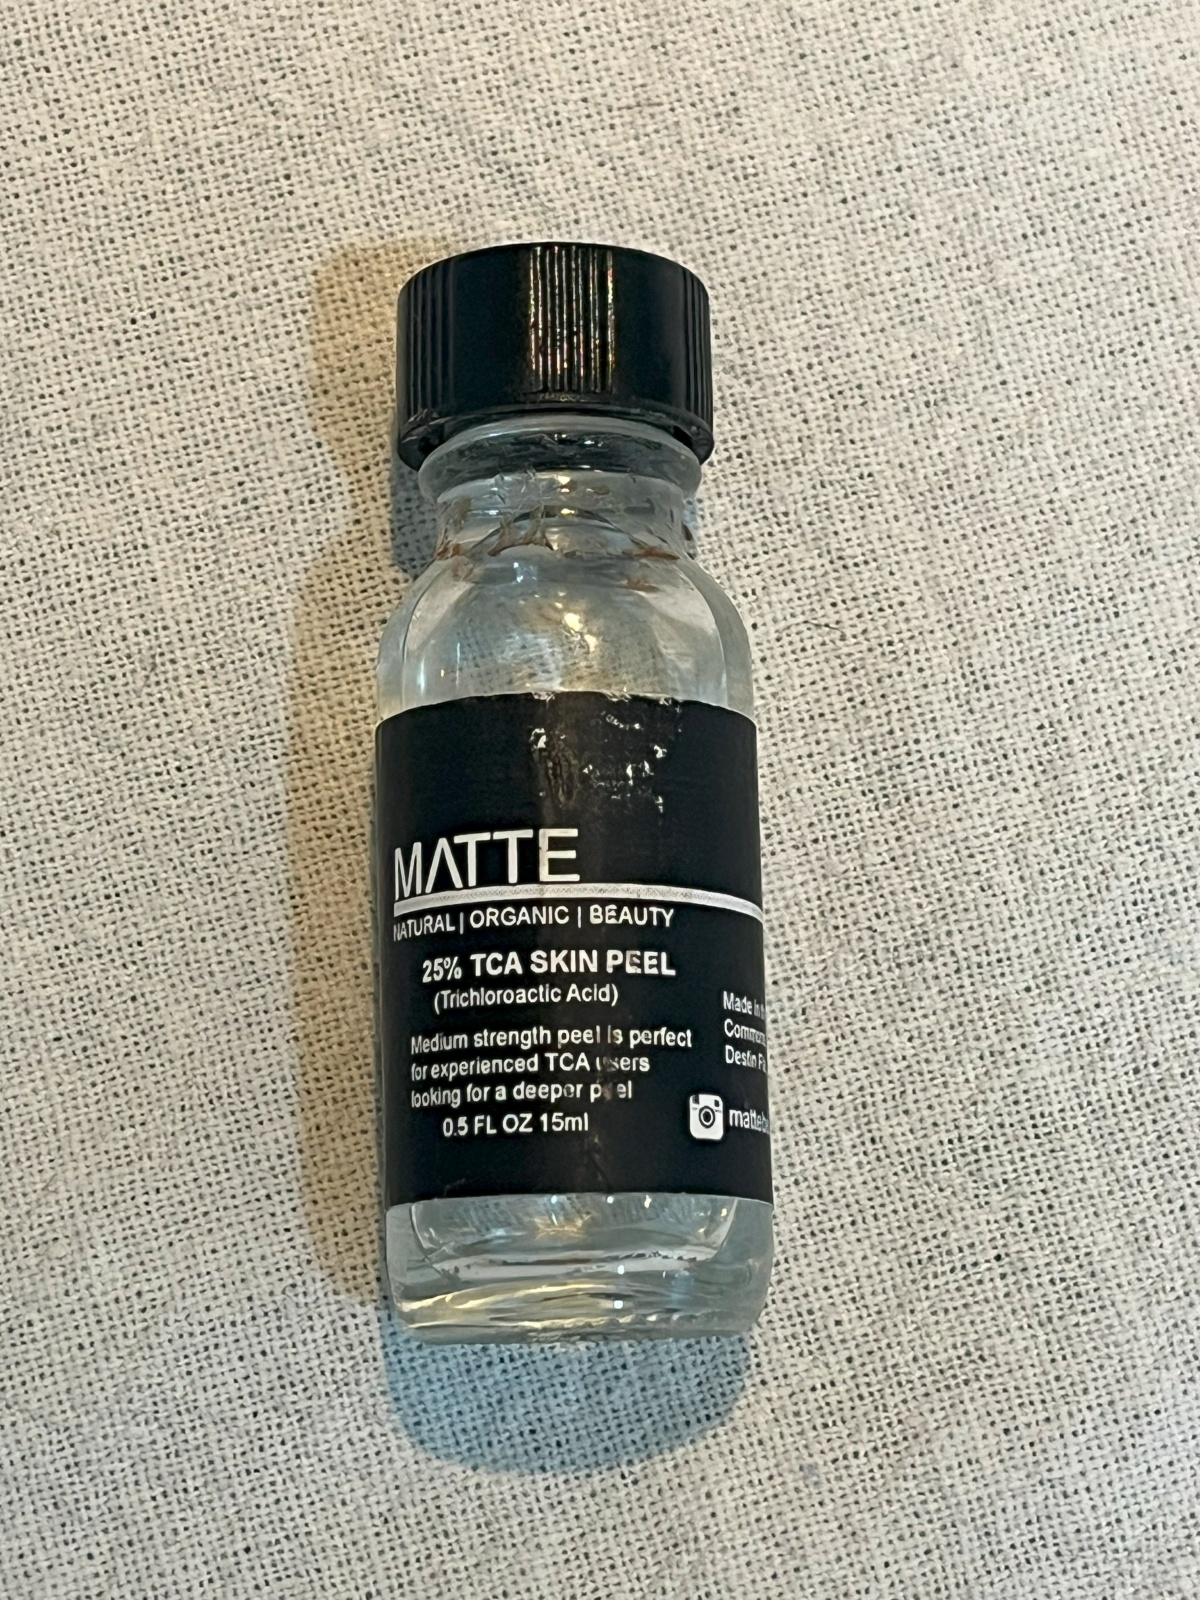 MATTE
NATURAL | ORGANIC | BEAUTY
25% TCA SKIN PEEL
(Trichloroactic Acid)
Medium strength peel is perfect
for experienced TCA users
looking for a deeper peel
0.5 FL OZ 15ml
Made in
Destin